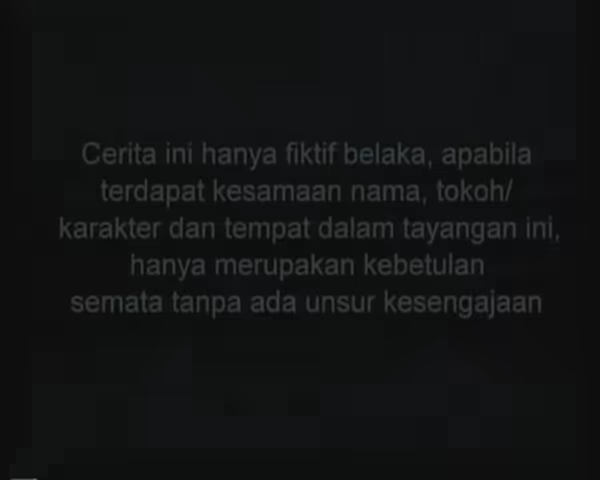 Cerita ini hanya fiktif belaka, apabila
terdapat kesamaan nama, tokoh/
karakter dan tempat dalam tayangan ini,
hanya merupakan kebetulan
semata tanpa ada unsur kesengajaan